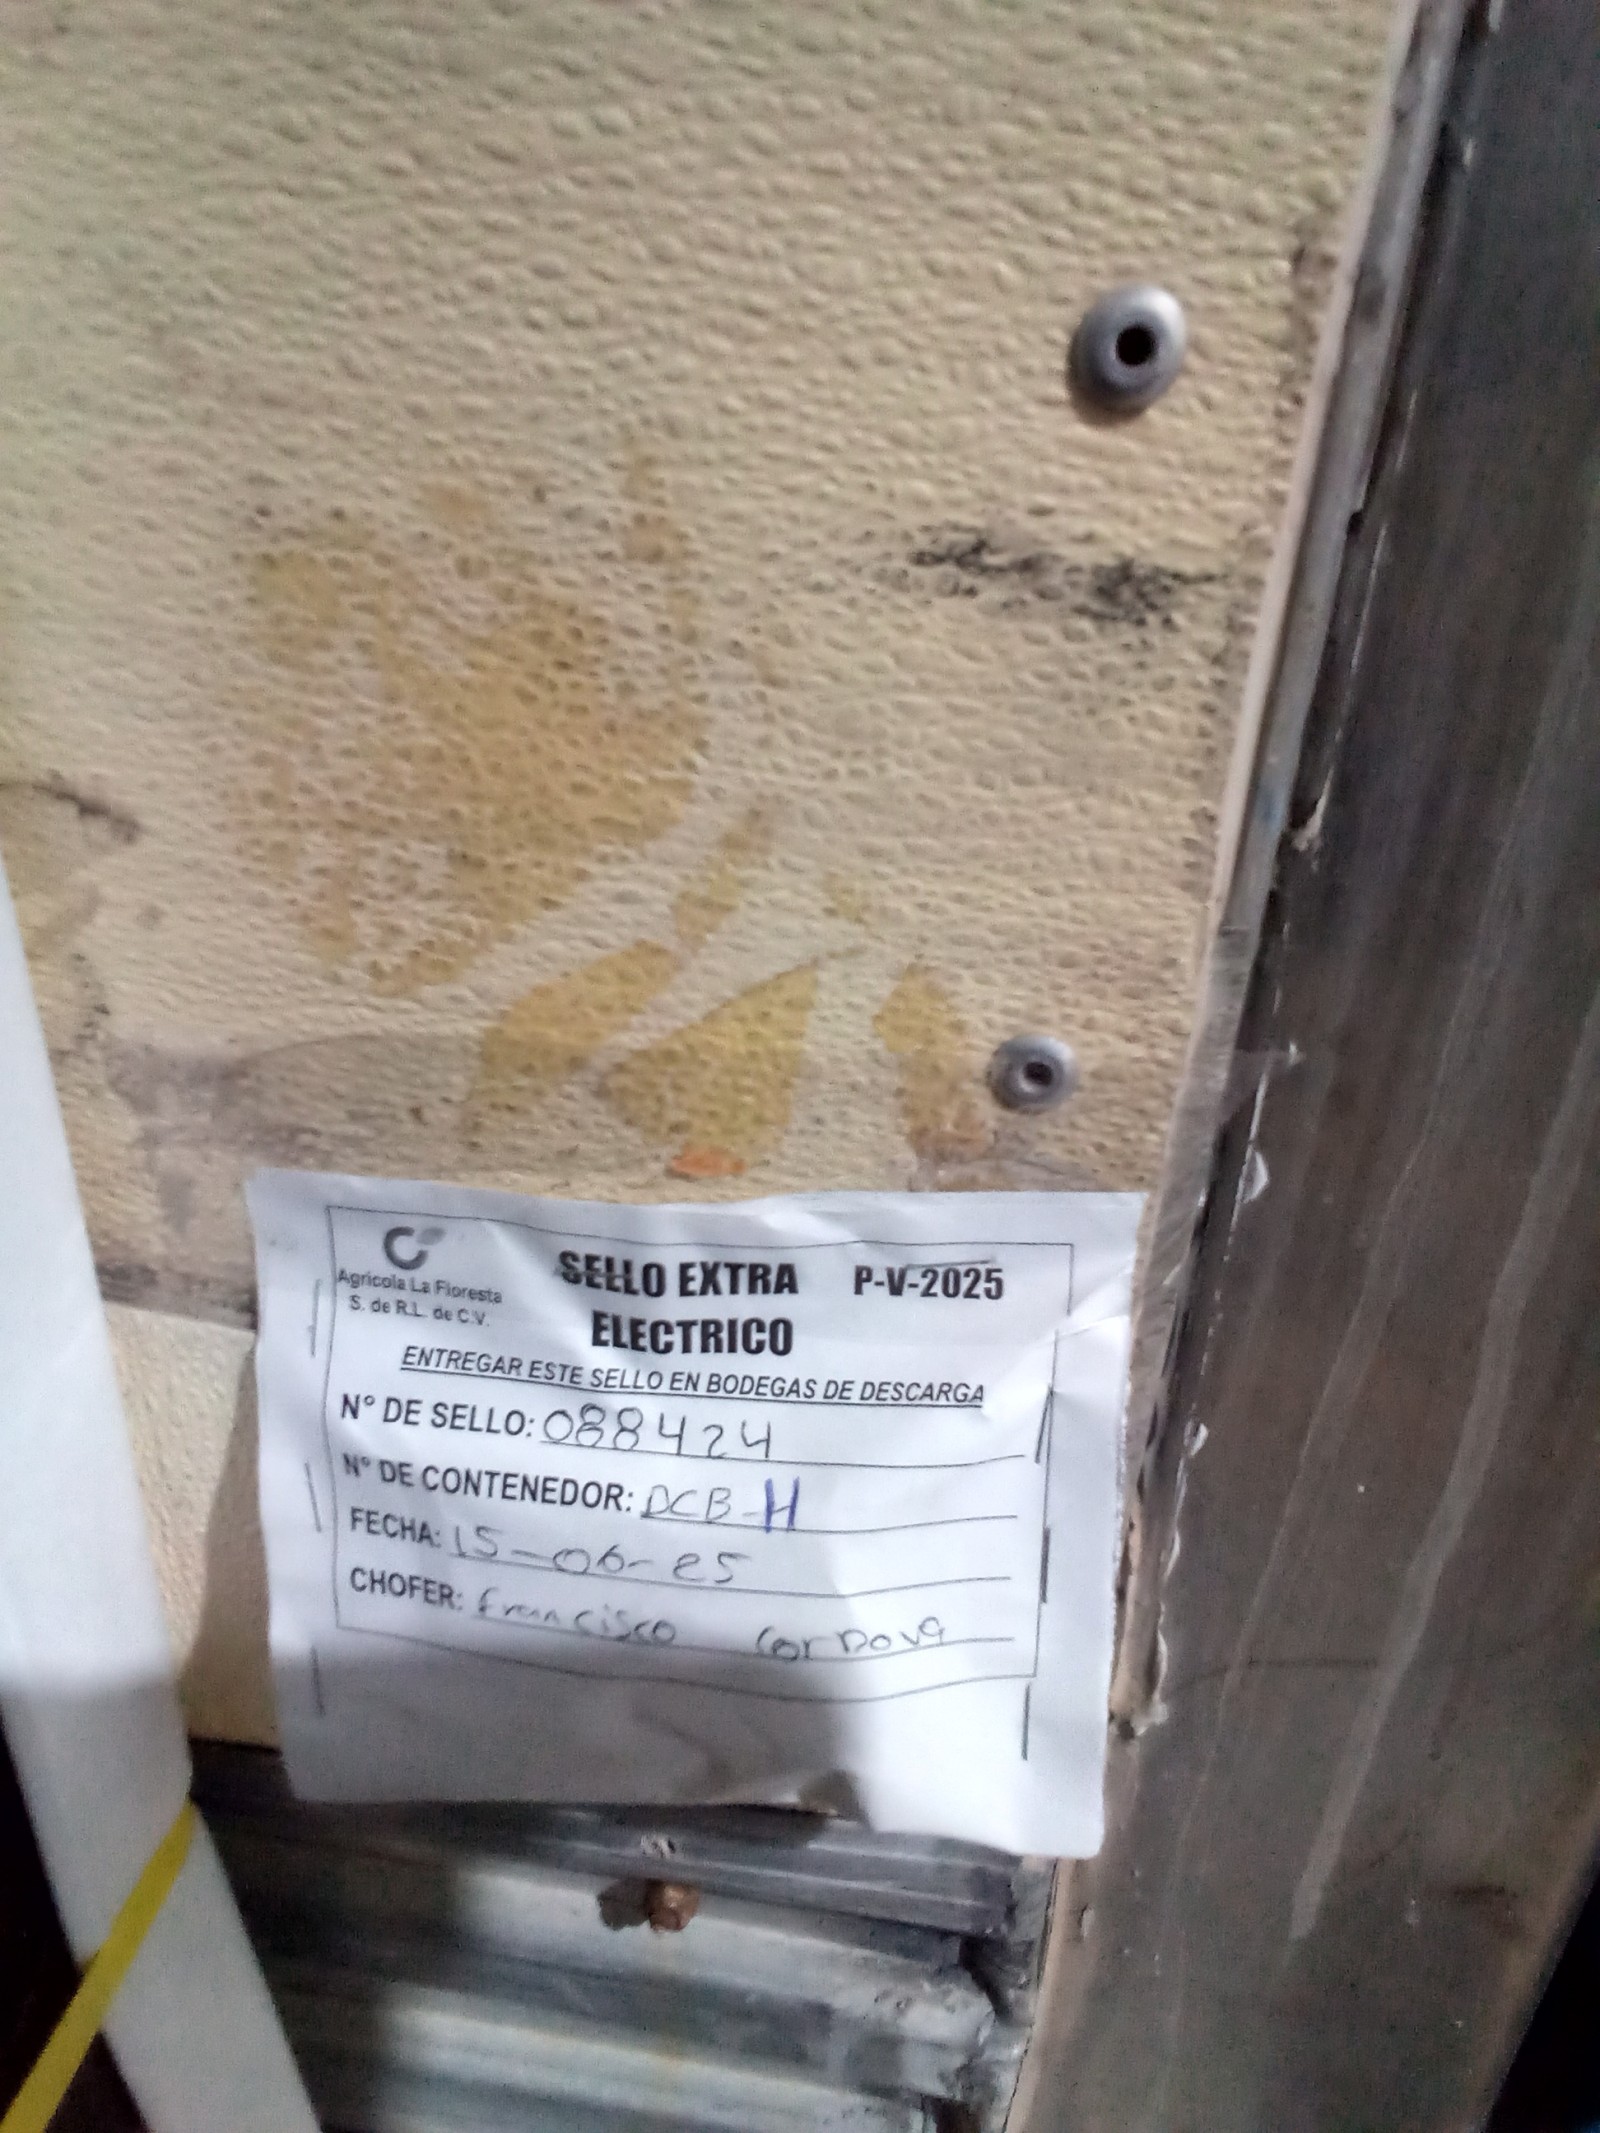 Agrícola La Floresta
S. de R.L. de C.V.
SELLO EXTRA P-V-2025
ELECTRICO
ENTREGAR ESTE SELLO EN BODEGAS DE DESCARGA
N° DE SELLO: 088424
N° DE CONTENEDOR: DCB-H
FECHA: 15-06-25
CHOFER: francisco corDova